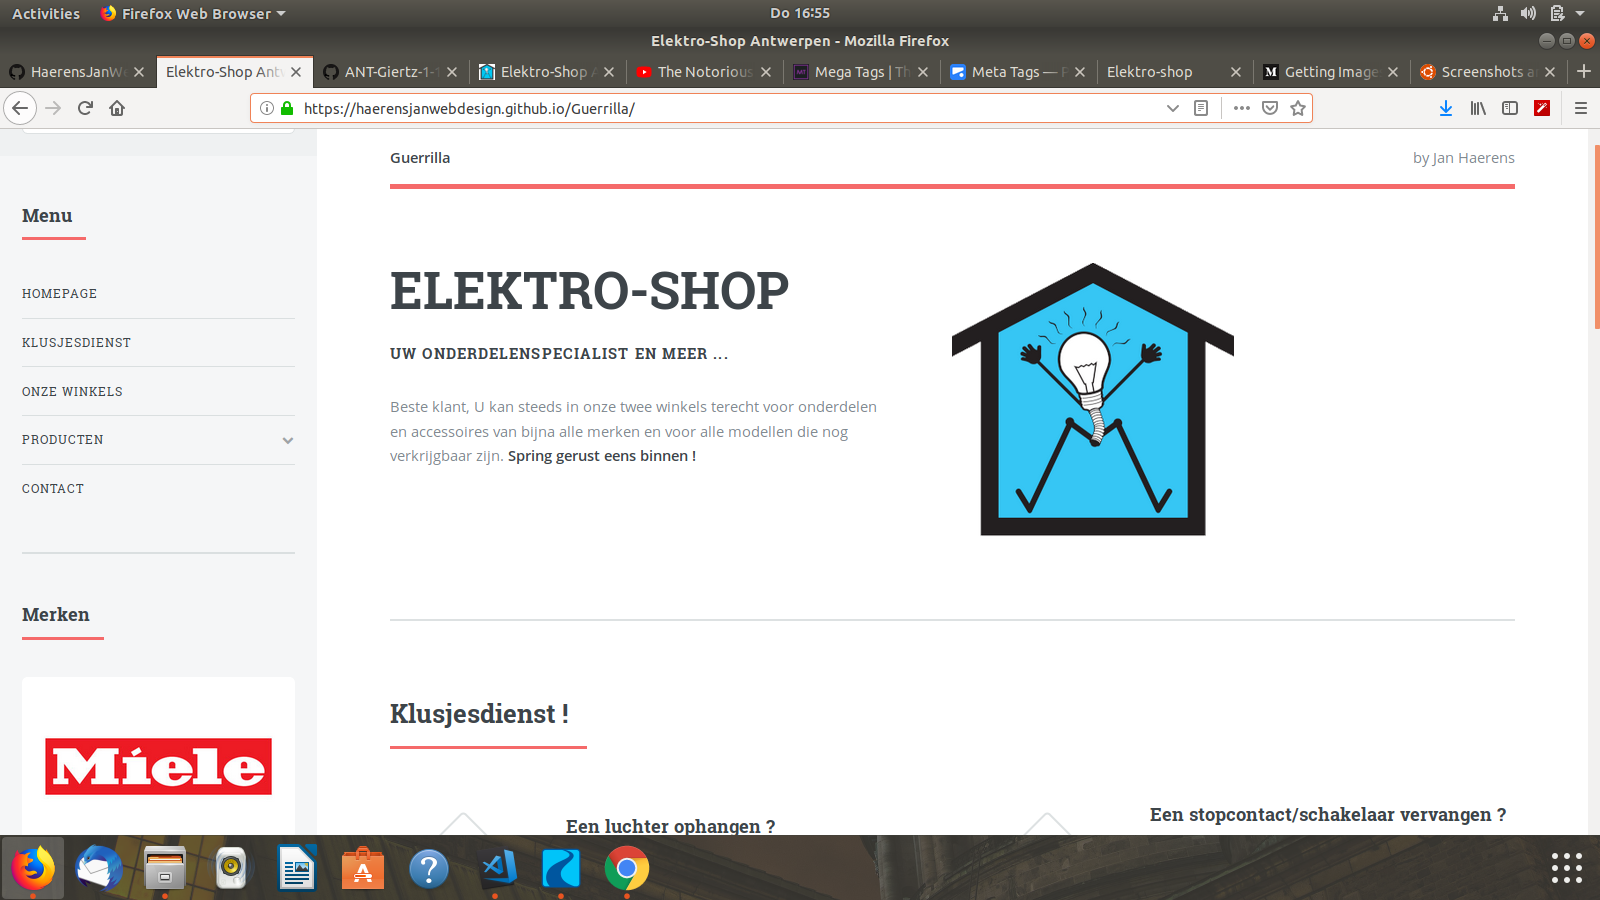 Activities
Firefox Web Browser
Do 16:55
Elektro-Shop Antwerpen - Mozilla Firefox
HaerensJanWe
Elektro-Shop Ant
ANT-Giertz-1-1
Elektro-Shop A
The Notorious
Mega Tags | Th
Meta Tags — P
Elektro-shop
Getting Image
Screenshots a
https://haerensjanwebdesign.github.io/Guerrilla/
Guerrilla
by Jan Haerens
Menu
HOMEPAGE
KLUSJESDIENST
ONZE WINKELS
PRODUCTEN
CONTACT
Merken
Miele
ELEKTRO-SHOP
UW ONDERDELENSPECIALIST EN MEER ...
Beste klant, U kan steeds in onze twee winkels terecht voor onderdelen
en accessoires van bijna alle merken en voor alle modellen die nog
verkrijgbaar zijn. Spring gerust eens binnen !
Klusjesdienst !
Een luchter ophangen ?
Een stopcontact/schakelaar vervangen ?